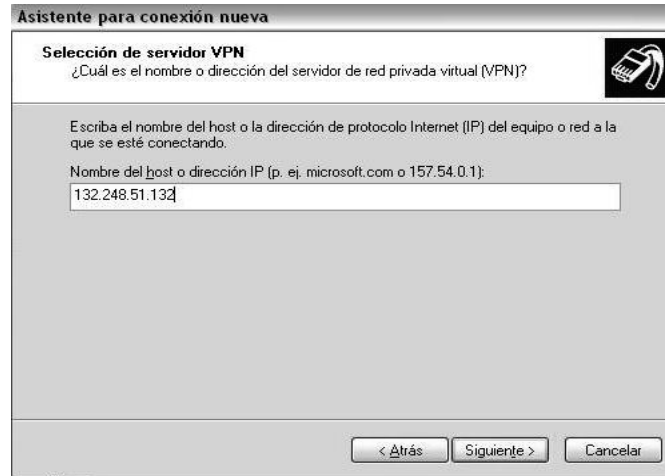 Asistente para conexión nueva
Selección de servidor VPN
¿Cuál es el nombre o dirección del servidor de red privada virtual (VPN)?
Escriba el nombre del host o la dirección de protocolo Internet (IP) del equipo o red a la
que se esté conectando.
Nombre del host o dirección IP (p. ej. microsoft.com o 157.54.0.1):
132.248.51.132
< Atrás Siguiente > Cancelar